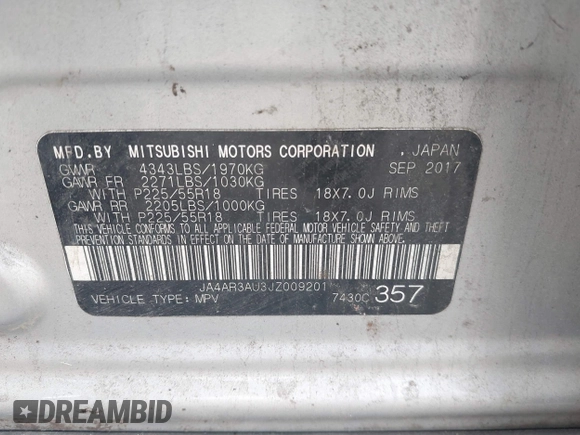 MFD.BY MITSUBISHI MOTORS CORPORATION . JAPAN
GVWR 4343LBS/1970KG SEP 2017
GAWR FR 2271LBS/1030KG
WITH P225/55R18 TIRES 18X7.0J RIMS
GAWR RR 2205LBS/1000KG
WITH P225/55R18 TIRES 18X7.0J RIMS
THIS VEHICLE CONFORMS TO ALL APPLICABLE FEDERAL MOTOR VEHICLE SAFETY
AND THEFT PREVENTION STANDARDS IN EFFECT ON THE DATE OF MANUFACTURE SHOWN ABOVE.
JA4AR3AU3JZ009201
VEHICLE TYPE: MPV 7430C 357
DREAMBID